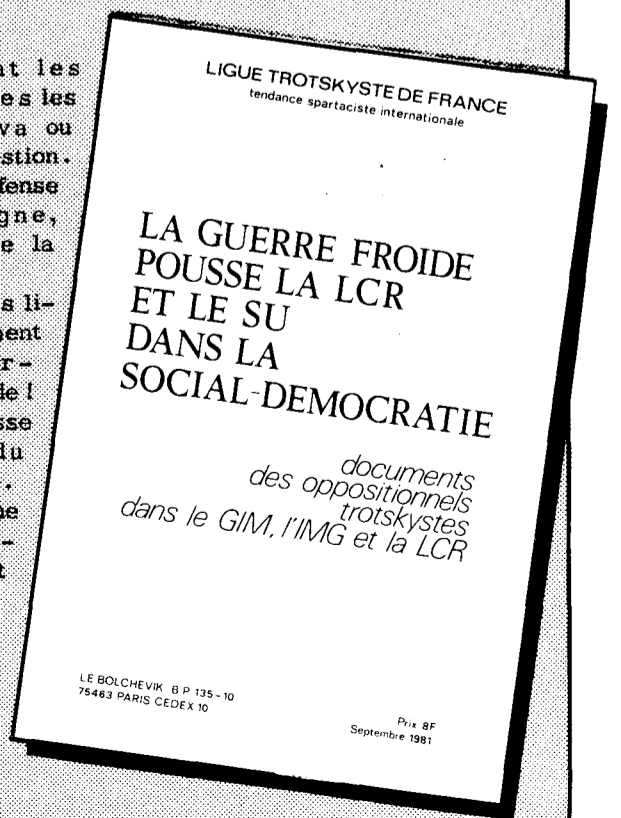 t les
es les
va ou
stion.
fense
gne,
e la
s li-
ent
r-
de !
sse
du
.
ne
-
t
LIGUE TROTSKYSTE DE FRANCE
tendance spartaciste internationale
LA GUERRE FROIDE
POUSSE LA LCR
ET LE SU
DANS LA
SOCIAL-DEMOCRATIE
documents
des oppositionnels
trotskystes
dans le GIM, l'IMG et la LCR
LE BOLCHEVIK B P 135-10
75463 PARIS CEDEX 10
Prix 8F
Septembre 1981